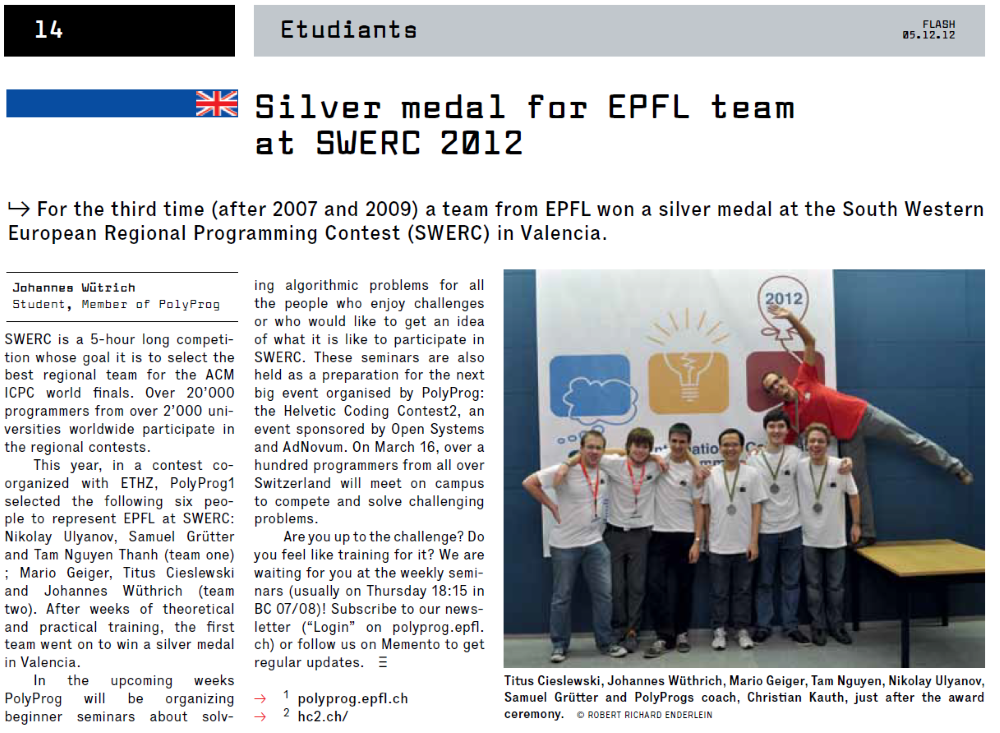 14
Etudiants
FLASH
05.12.12
Silver medal for EPFL team
at SWERC 2012
↳ For the third time (after 2007 and 2009) a team from EPFL won a silver medal at the South Western
European Regional Programming Contest (SWERC) in Valencia.
Johannes Wütrich
Student, Member of PolyProg
SWERC is a 5-hour long competi-
tion whose goal it is to select the
best regional team for the ACM
ICPC world finals. Over 20'000
programmers from over 2'000 uni-
versities worldwide participate in
the regional contests.
This year, in a contest co-
organized with ETHZ, PolyProg1
selected the following six peo-
ple to represent EPFL at SWERC:
Nikolay Ulyanov, Samuel Grütter
and Tam Nguyen Thanh (team one)
; Mario Geiger, Titus Cieslewski
and Johannes Wüthrich (team
two). After weeks of theoretical
and practical training, the first
team went on to win a silver medal
in Valencia.
In the upcoming weeks
PolyProg will be organizing
beginner seminars about solv-
ing algorithmic problems for all
the people who enjoy challenges
or who would like to get an idea
of what it is like to participate in
SWERC. These seminars are also
held as a preparation for the next
big event organised by PolyProg:
the Helvetic Coding Contest2, an
event sponsored by Open Systems
and AdNovum. On March 16, over a
hundred programmers from all over
Switzerland will meet on campus
to compete and solve challenging
problems.
Are you up to the challenge? Do
you feel like training for it? We are
waiting for you at the weekly semi-
nars (usually on Thursday 18:15 in
BC 07/08)! Subscribe to our news-
letter ("Login" on polyprog.epfl.
ch) or follow us on Memento to get
regular updates.
→ 1 polyprog.epfl.ch
→ 2 hc2.ch/
2012
Titus Cieslewski, Johannes Wüthrich, Mario Geiger, Tam Nguyen, Nikolay Ulyanov,
Samuel Grütter and PolyProgs coach, Christian Kauth, just after the award
ceremony. © ROBERT RICHARD ENDERLEIN